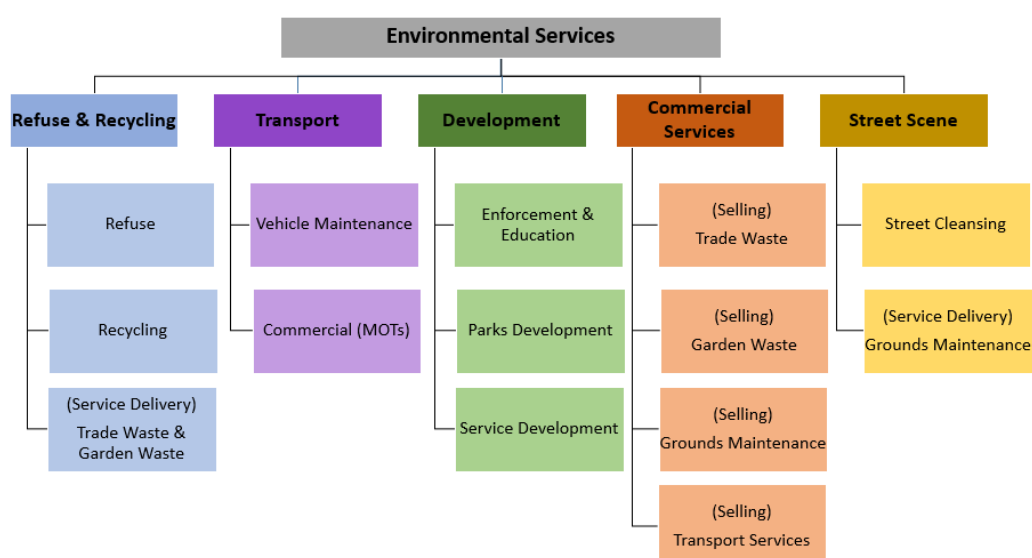 Environmental Services
Refuse & Recycling
Transport
Development
Commercial
Services
Street Scene
Refuse
Vehicle Maintenance
Enforcement &
Education
(Selling)
Trade Waste
Street Cleansing
Recycling
Commercial (MOTs)
Parks Development
(Selling)
Garden Waste
(Service Delivery)
Grounds Maintenance
(Service Delivery)
Trade Waste &
Garden Waste
Service Development
(Selling)
Grounds Maintenance
(Selling)
Transport Services